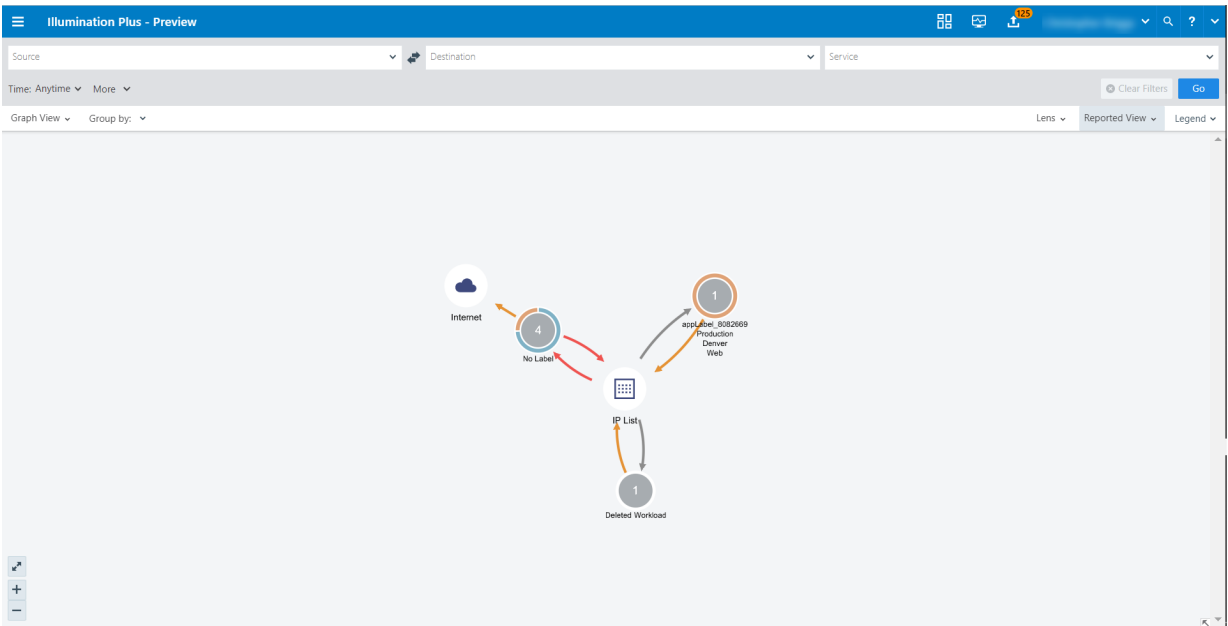 Illumination Plus - Preview
125
?
Source
Destination
Service
Time: Anytime
More
Clear Filters
Go
Graph View
Group by:
Lens
Reported View
Legend
Internet
4
No Label
1
appLabel_8082669
Production
Denver
Web
IP List
1
Deleted Workload